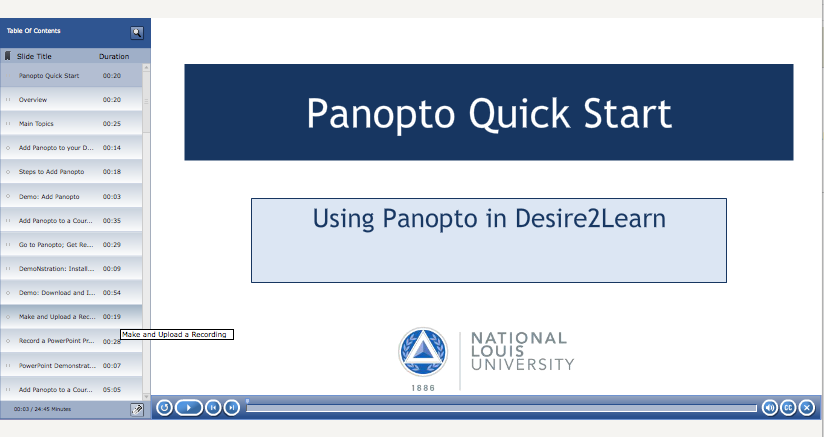 Table Of Contents
Slide Title Duration
Panopto Quick Start 00:20
Overview 00:20
Main Topics 00:25
Add Panopto to your D... 00:14
Steps to Add Panopto 00:18
Demo: Add Panopto 00:03
Add Panopto to a Cour... 00:35
Go to Panopto; Get Re... 00:29
DemoNstration: Install... 00:09
Demo: Download and I... 00:54
Make and Upload a Rec... 00:19
Make and Upload a Recording
Record a PowerPoint Pr... 00:28
PowerPoint Demonstrat... 00:07
Add Panopto to a Cour... 05:05
00:03 / 24:45 Minutes
Panopto Quick Start
Using Panopto in Desire2Learn
NATIONAL
LOUIS
UNIVERSITY
1886
CC